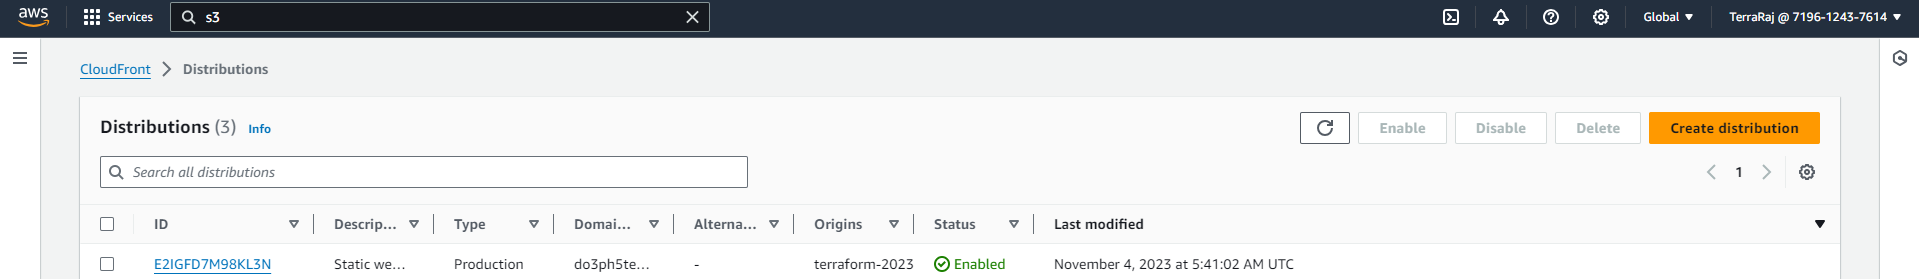 aws Services s3 Global TerraRaj @ 7196-1243-7614
CloudFront Distributions
Distributions (3) Info Enable Disable Delete Create distribution
Search all distributions 1
ID Descrip... Type Domai... Alterna... Origins Status Last modified
E2IGFD7M98KL3N Static we... Production do3ph5te... - terraform-2023 Enabled November 4, 2023 at 5:41:02 AM UTC